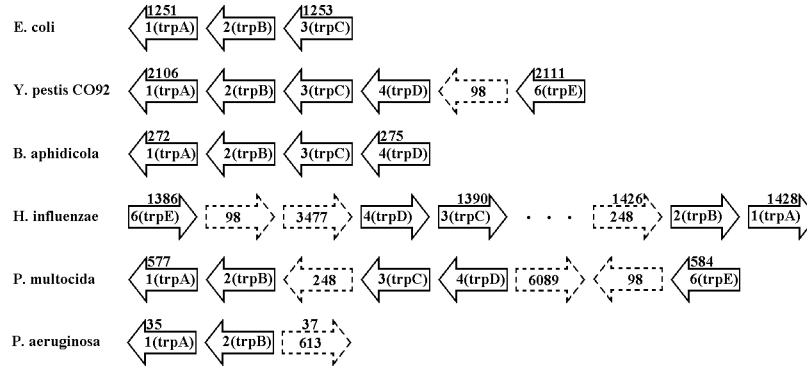 1251 1253
E. coli 1(trpA) 2(trpB) 3(trpC)
2106 2111
Y. pestis CO92 1(trpA) 2(trpB) 3(trpC) 4(trpD) 98 6(trpE)
272 275
B. aphidicola 1(trpA) 2(trpB) 3(trpC) 4(trpD)
1386 1390 1426 1428
H. influenzae 6(trpE) 98 3477 4(trpD) 3(trpC) . . . 248 2(trpB) 1(trpA)
577 584
P. multocida 1(trpA) 2(trpB) 248 3(trpC) 4(trpD) 6089 98 6(trpE)
35 37
P. aeruginosa 1(trpA) 2(trpB) 613